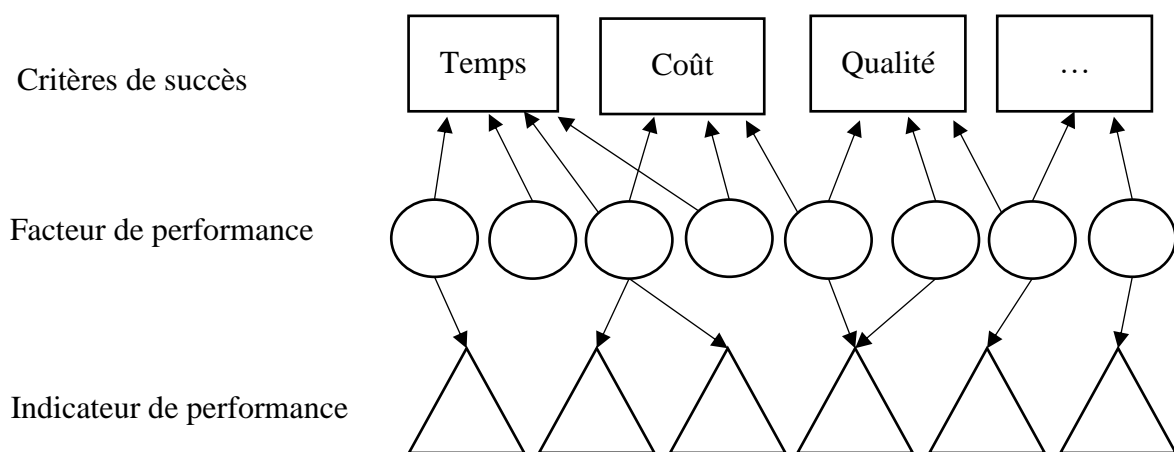 Critères de succès
Temps
Coût
Qualité
…
Facteur de performance
Indicateur de performance